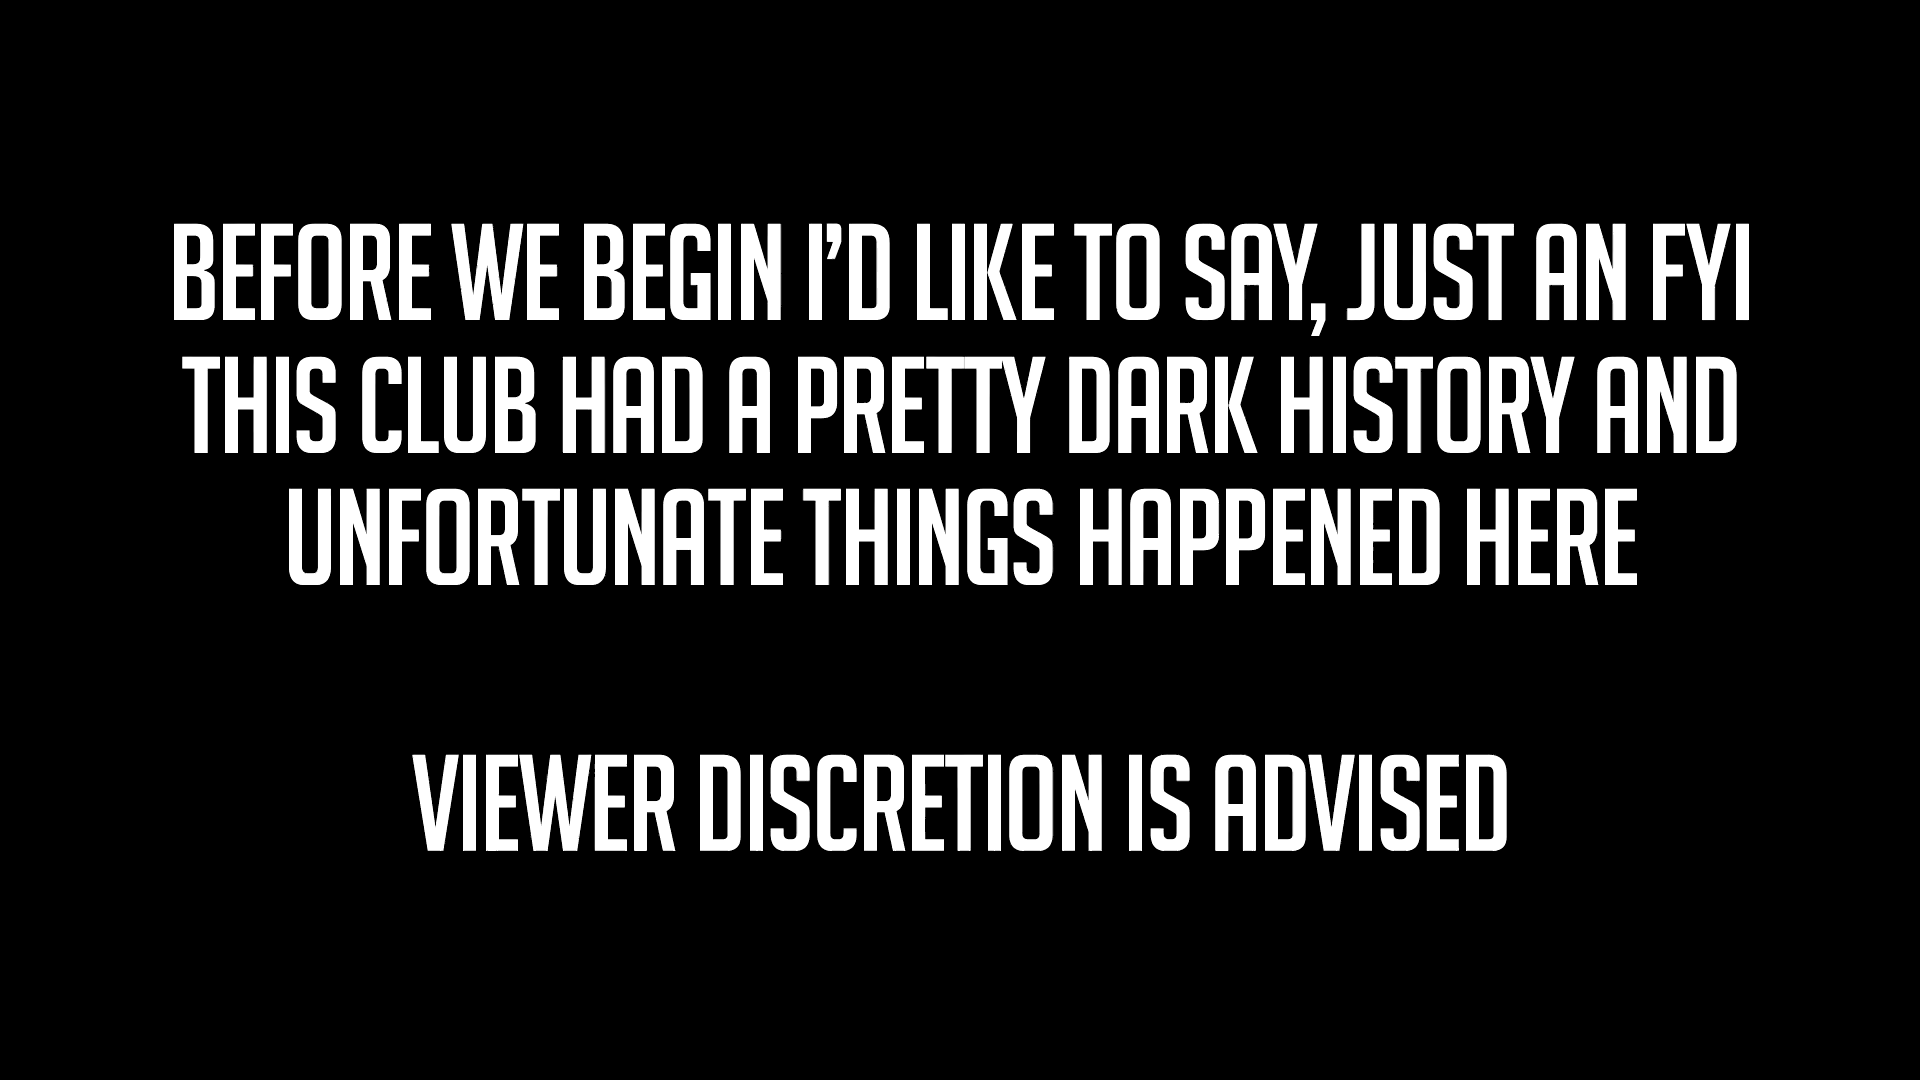 BEFORE WE BEGIN I'D LIKE TO SAY, JUST AN FYI
THIS CLUB HAD A PRETTY DARK HISTORY AND
UNFORTUNATE THINGS HAPPENED HERE
VIEWER DISCRETION IS ADVISED